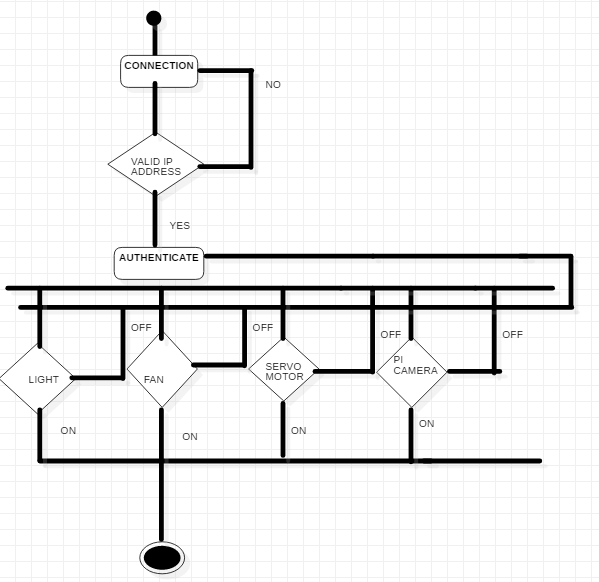 CONNECTION
NO
VALID IP
ADDRESS
YES
AUTHENTICATE
OFF
OFF
OFF
OFF
LIGHT
FAN
SERVO
MOTOR
PI
CAMERA
ON
ON
ON
ON